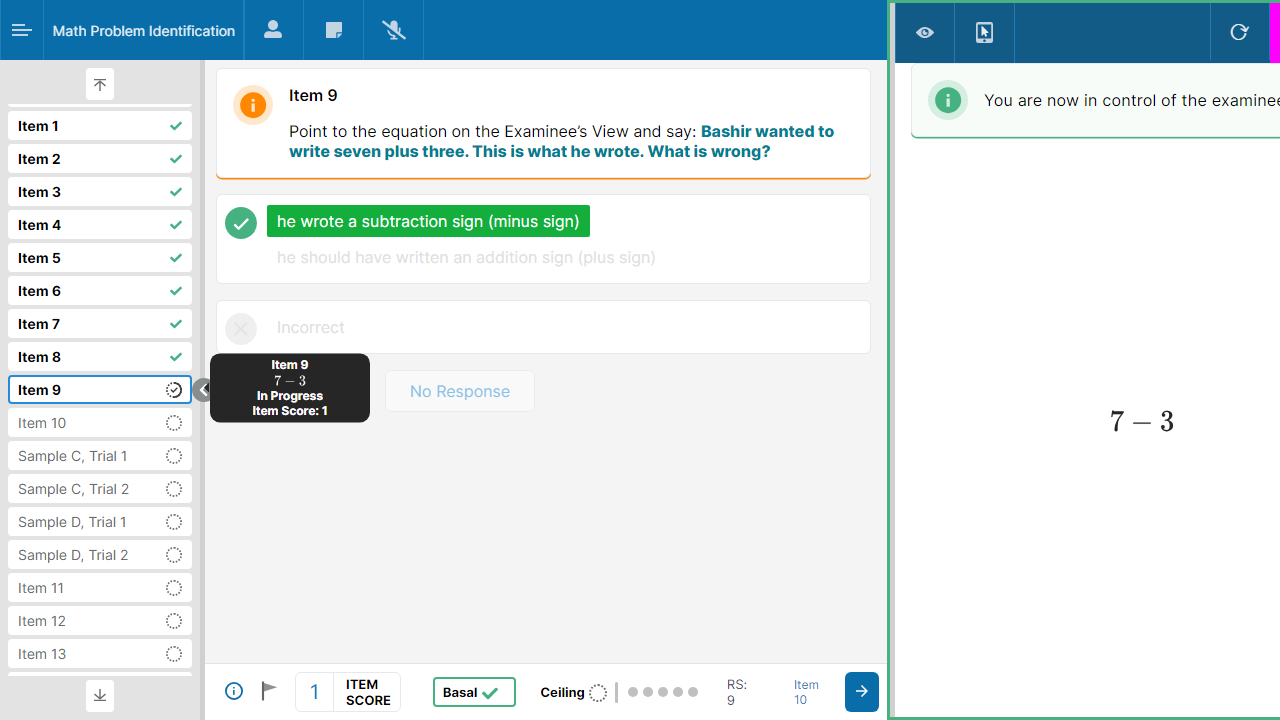 Math Problem Identification
Item 1
Item 2
Item 3
Item 4
Item 5
Item 6
Item 7
Item 8
Item 9
Item 10
Sample C, Trial 1
Sample C, Trial 2
Sample D, Trial 1
Sample D, Trial 2
Item 11
Item 12
Item 13
Item 9
Point to the equation on the Examinee’s View and say: Bashir wanted to
write seven plus three. This is what he wrote. What is wrong?
he wrote a subtraction sign (minus sign)
he should have written an addition sign (plus sign)
Incorrect
Item 9
7 − 3
In Progress
Item Score: 1
No Response
1
ITEM
SCORE
Basal
Ceiling
RS:
9
Item
10
You are now in control of the examinee
7 − 3